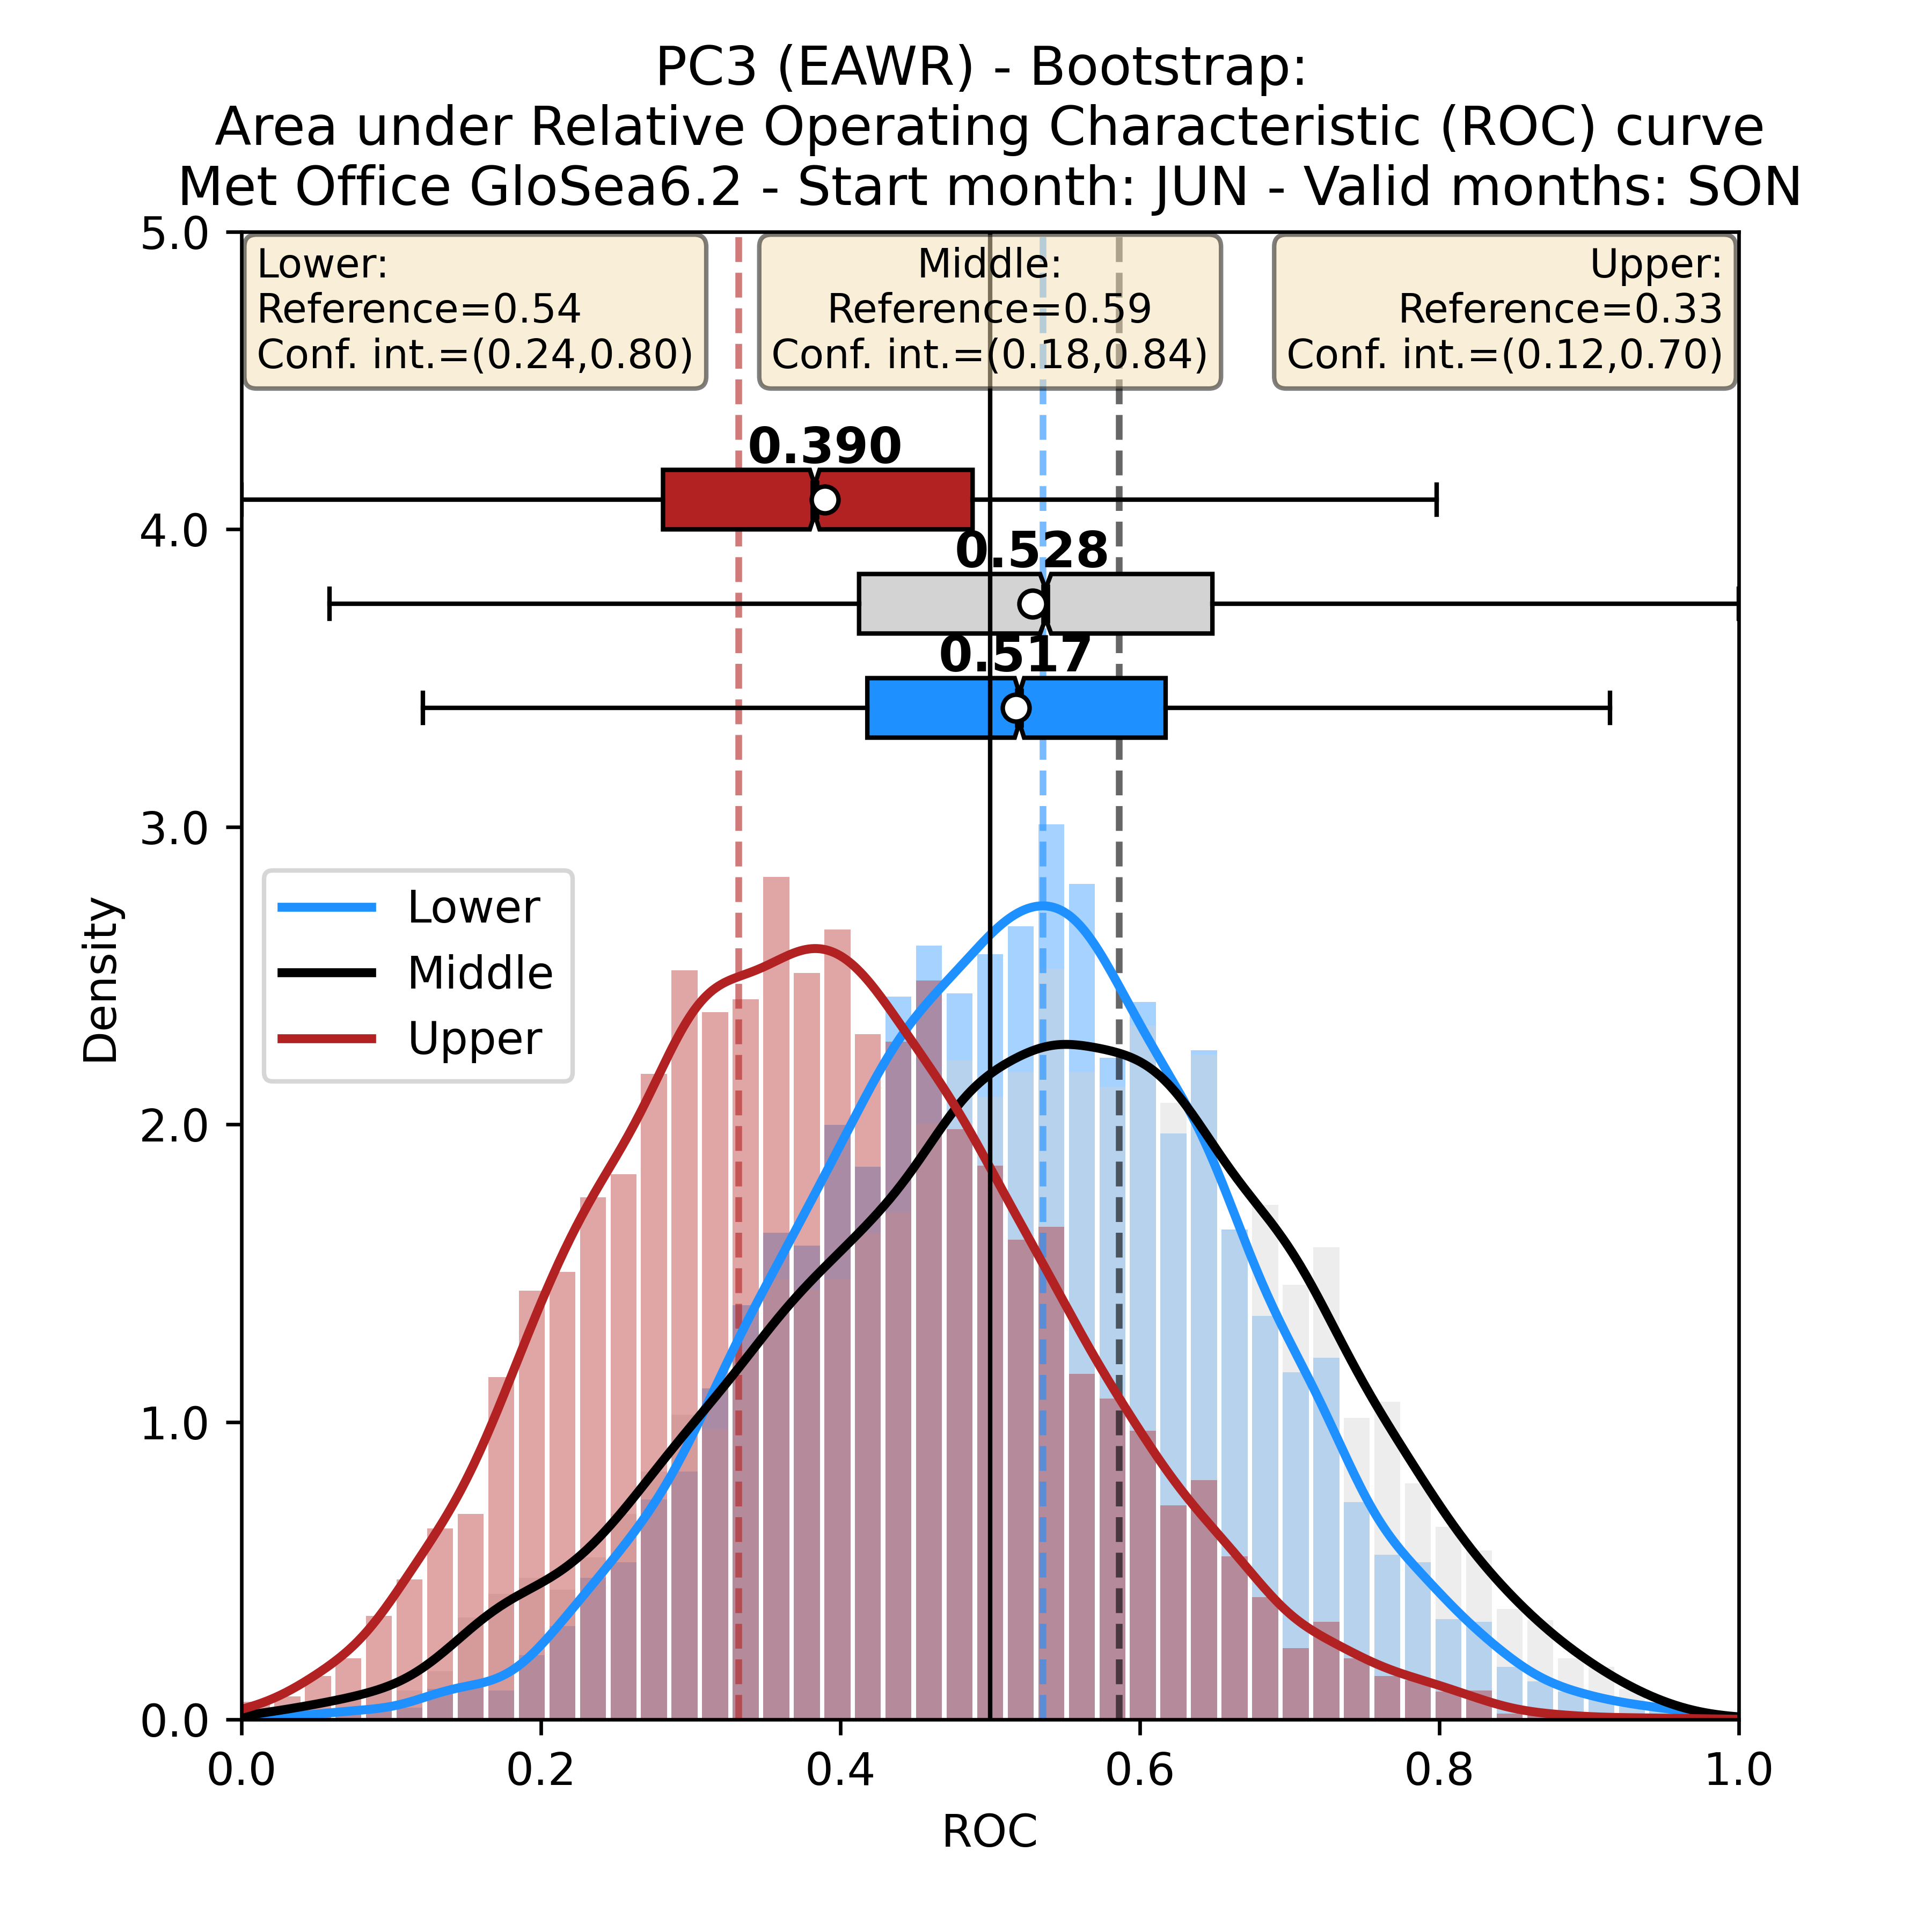 PC3 (EAWR) - Bootstrap:
Area under Relative Operating Characteristic (ROC) curve
Met Office GloSea6.2 - Start month: JUN - Valid months: SON
Lower:
Reference=0.54
Conf. int.=(0.24,0.80)
Middle:
Reference=0.59
Conf. int.=(0.18,0.84)
Upper:
Reference=0.33
Conf. int.=(0.12,0.70)
0.390
0.528
0.517
Lower
Middle
Upper
Density
5.0
4.0
3.0
2.0
1.0
0.0
0.0 0.2 0.4 0.6 0.8 1.0
ROC